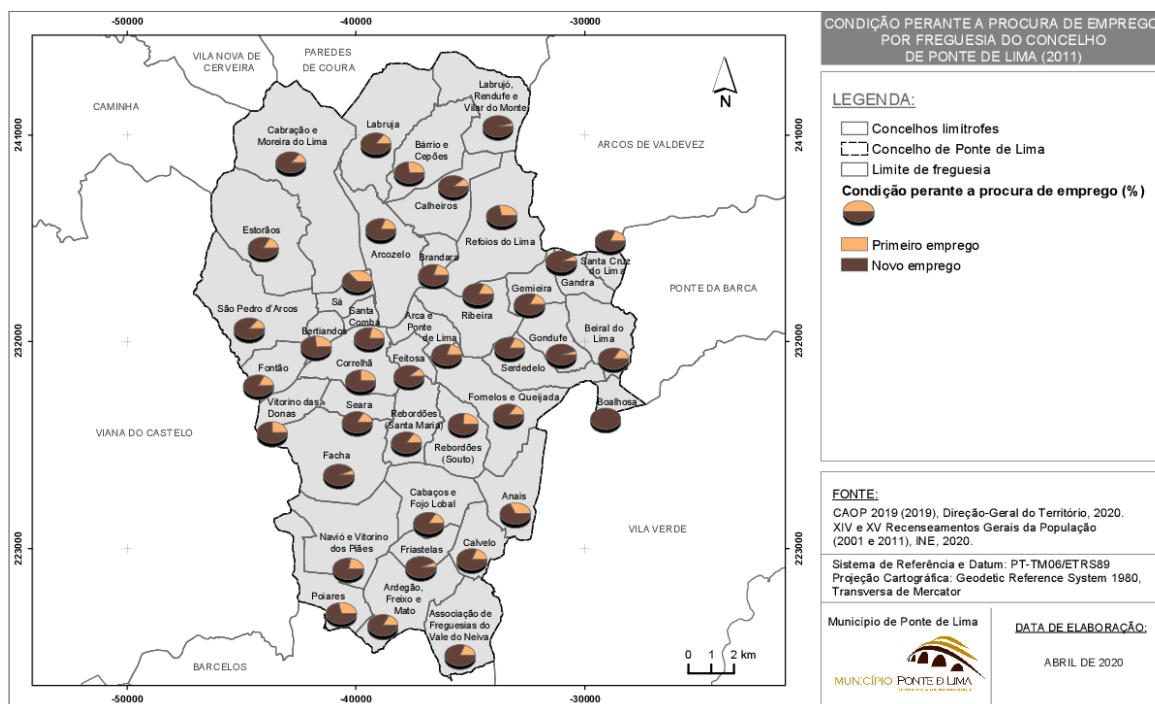 -50000
-40000
-30000
CONDIÇÃO PERANTE A PROCURA DE EMPREGO
POR FREGUESIA DO CONCELHO
DE PONTE DE LIMA (2011)
VILA NOVA DE
CERVEIRA
PAREDES
DE COURA
CAMINHA
ARCOS DE VALDEVEZ
PONTE DA BARCA
VIANA DO CASTELO
VILA VERDE
BARCELOS
241000
232000
223000
241000
232000
223000
N
Labrujó,
Rendufe e
Vilar do Monte
Labruja
Cabração e
Moreira do Lima
Bárrio e
Cepões
Calheiros
Refoios do Lima
Estorãos
Arcozelo
Brandara
Santa Cruz
do Lima
Gandra
Gemieira
Ribeira
Sá
São Pedro d'Arcos
Santa
Comba
Arca e
Ponte
de Lima
Bertiandos
Beiral do
Lima
Gondufe
Serdedelo
Feitosa
Correlhã
Fontão
Vitorino das
Donas
Seara
Rebordões
(Santa Maria)
Fornelos e Queijada
Boalhosa
Rebordões
(Souto)
Facha
Cabaços e
Fojo Lobal
Anais
Navió e Vitorino
dos Piães
Friastelas
Calvelo
Ardegão,
Freixo e
Mato
Poiares
Associação de
Freguesias do
Vale do Neiva
0 1 2 km
-50000
-40000
-30000
LEGENDA:
Concelhos limítrofes
Concelho de Ponte de Lima
Limite de freguesia
Condição perante a procura de emprego (%)
Primeiro emprego
Novo emprego
FONTE:
CAOP 2019 (2019), Direção-Geral do Território, 2020.
XIV e XV Recenseamentos Gerais da População
(2001 e 2011), INE, 2020.
Sistema de Referência e Datum: PT-TM06/ETRS89
Projeção Cartográfica: Geodetic Reference System 1980,
Transversa de Mercator
Município de Ponte de Lima
MUNICÍPIO PONTE D LIMA
DATA DE ELABORAÇÃO:
ABRIL DE 2020